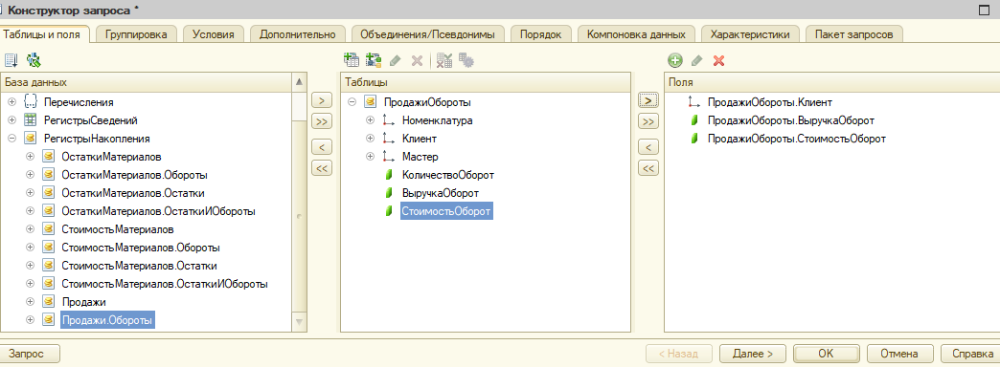 Конструктор запроса *
Таблицы и поля Группировка Условия Дополнительно Объединения/Псевдонимы Порядок Компоновка данных Характеристики Пакет запросов
База данных
Перечисления
РегистрыСведений
РегистрыНакопления
ОстаткиМатериалов
ОстаткиМатериалов.Обороты
ОстаткиМатериалов.Остатки
ОстаткиМатериалов.ОстаткиИОбороты
СтоимостьМатериалов
СтоимостьМатериалов.Обороты
СтоимостьМатериалов.Остатки
СтоимостьМатериалов.ОстаткиИОбороты
Продажи
Продажи.Обороты
>
>>
<
<<
Таблицы
ПродажиОбороты
Номенклатура
Клиент
Мастер
КоличествоОборот
ВыручкаОборот
СтоимостьОборот
>
>>
<
<<
Поля
ПродажиОбороты.Клиент
ПродажиОбороты.ВыручкаОборот
ПродажиОбороты.СтоимостьОборот
Запрос < Назад Далее > ОК Отмена Справка